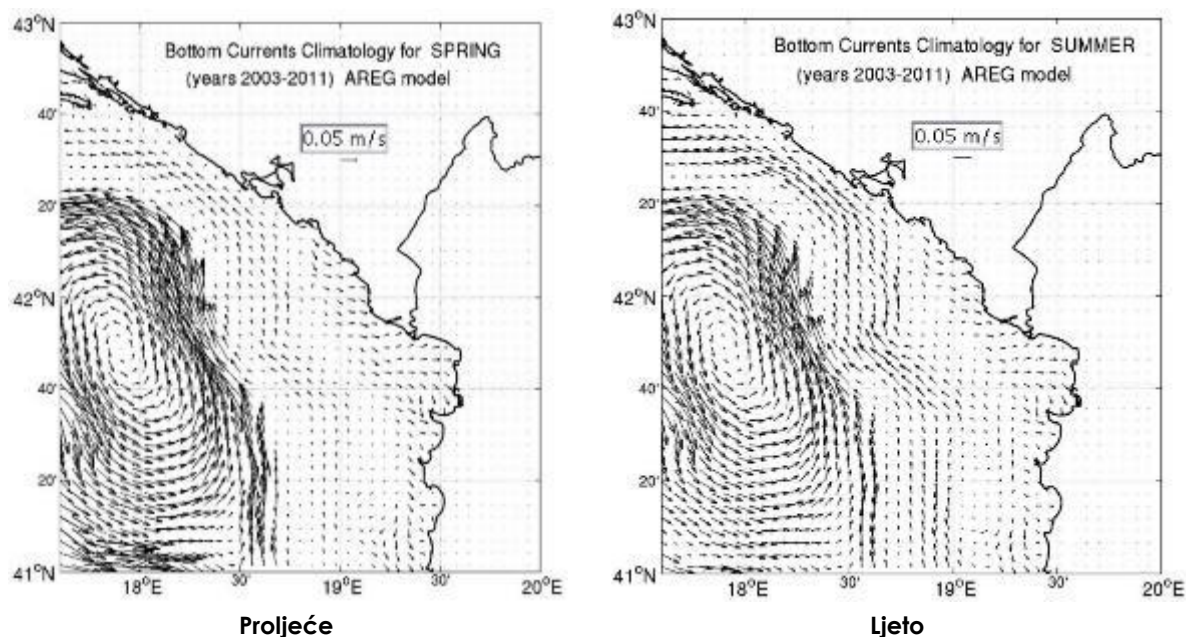 Bottom Currents Climatology for SPRING
(years 2003-2011) AREG model
0.05 m/s
43°N
40'
20'
42°N
40'
20'
41°N
18°E
30'
19°E
30'
20°E
Proljeće
Bottom Currents Climatology for SUMMER
(years 2003-2011) AREG model
0.05 m/s
43°N
40'
20'
42°N
40'
20'
41°N
18°E
30'
19°E
30'
20°E
Ljeto